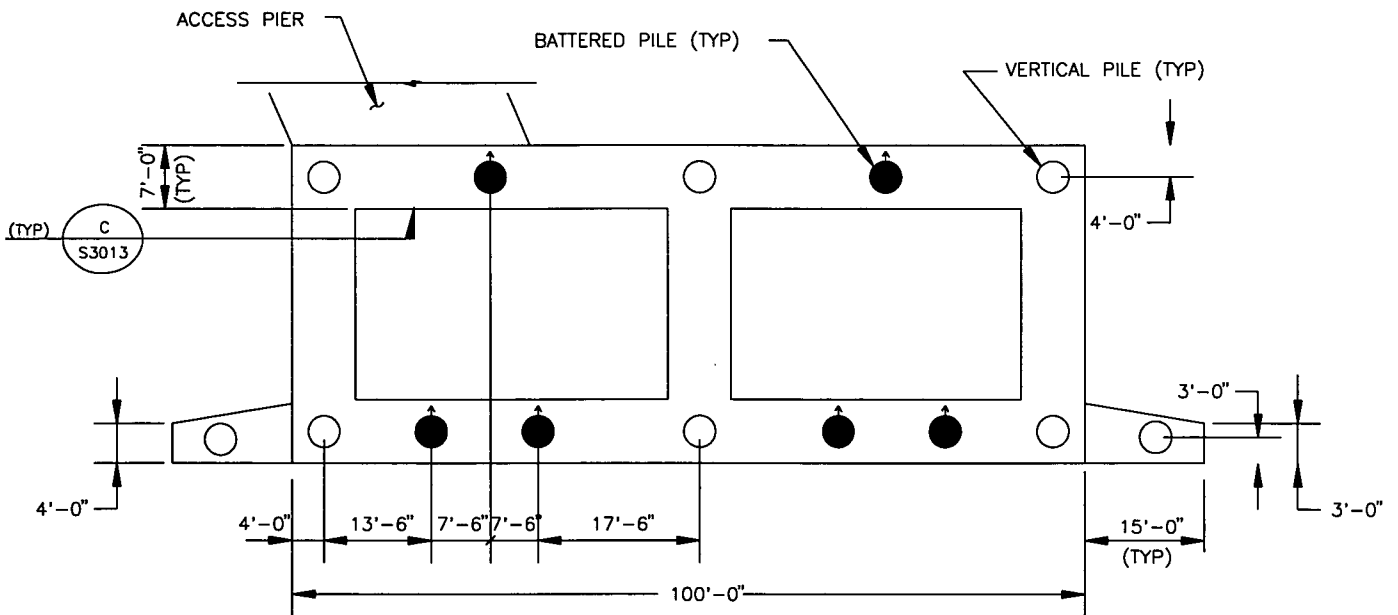 ACCESS PIER
BATTERED PILE (TYP)
VERTICAL PILE (TYP)
7'-0"
(TYP)
4'-0"
(TYP)
C
S3013
3'-0"
4'-0"
3'-0"
4'-0"
13'-6"
7'-6"
7'-6"
17'-6"
15'-0"
(TYP)
100'-0"